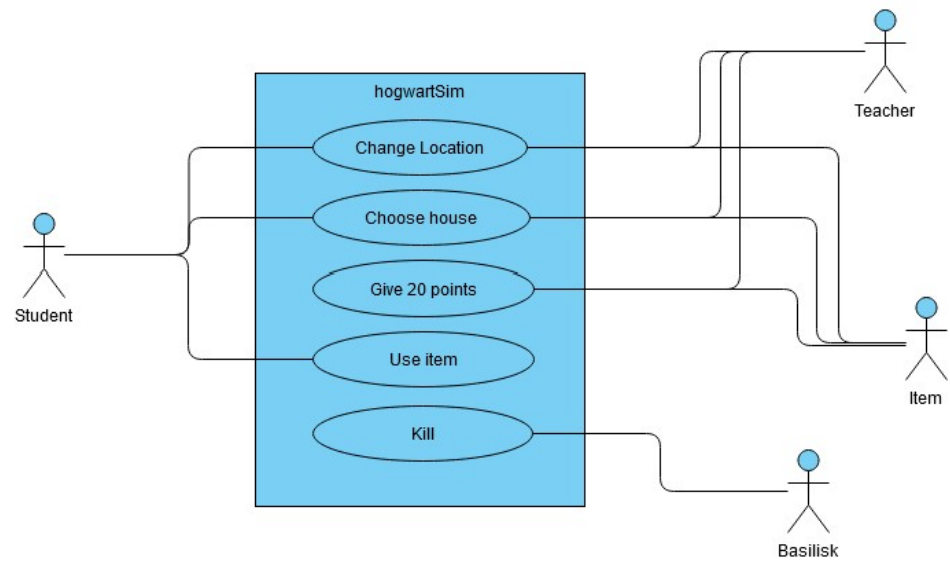 hogwartSim
Teacher
Change Location
Choose house
Student
Give 20 points
Use item
Item
Kill
Basilisk